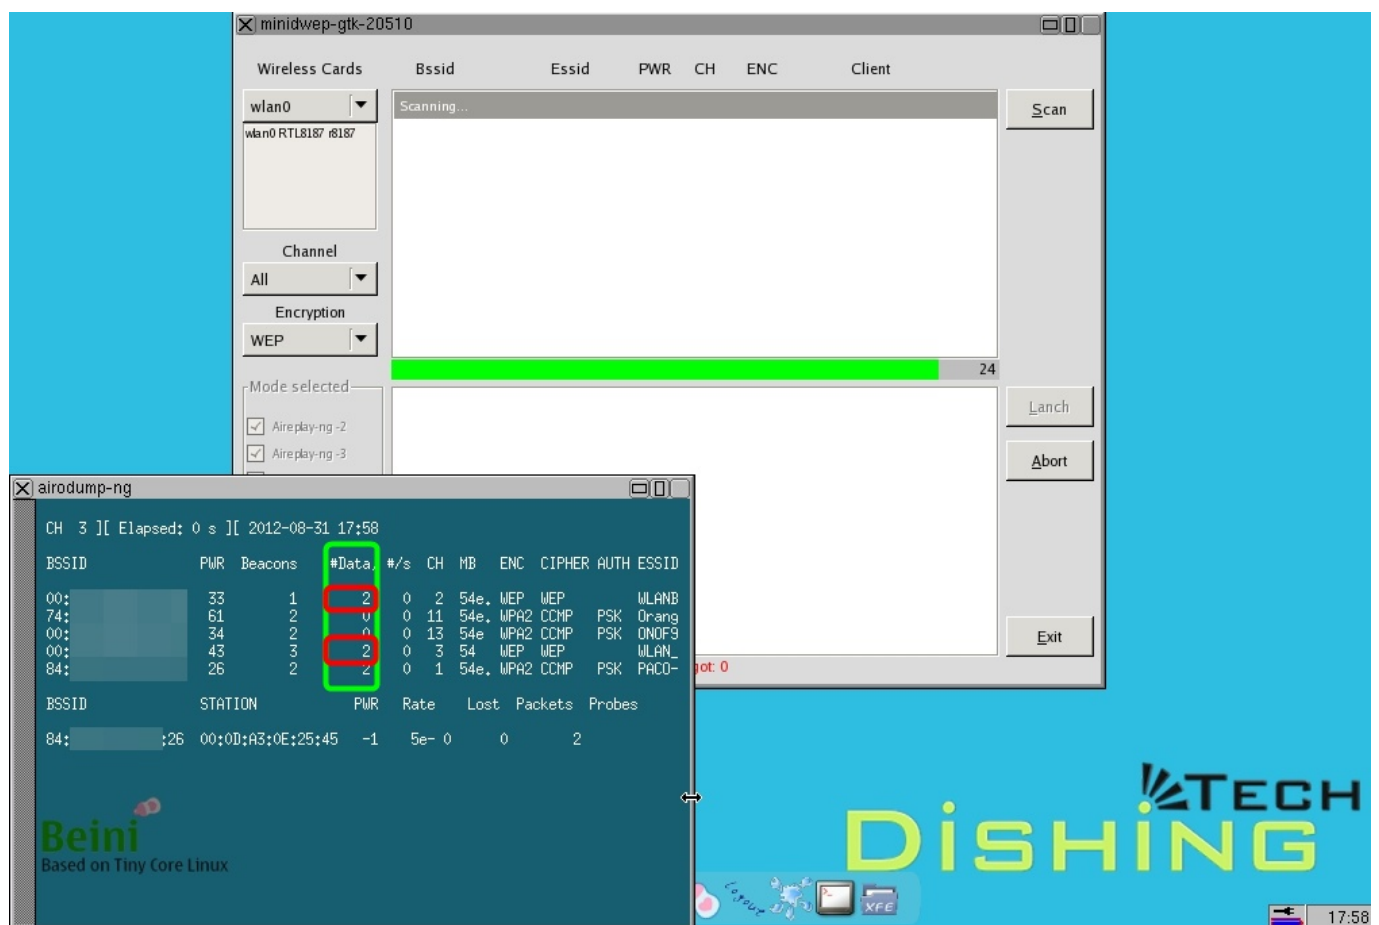 minidwep-gtk-20510
Wireless Cards Bssid Essid PWR CH ENC Client
wlan0 Scanning... Scan
wlan0 RTL8187 r8187
Channel
All
Encryption
WEP
24
Mode selected
Lanch
Aireplay-ng -2
Aireplay-ng -3
Abort
Exit
got: 0
airodump-ng
CH 3 ][ Elapsed: 0 s ][ 2012-08-31 17:58
BSSID PWR Beacons #Data, #/s CH MB ENC CIPHER AUTH ESSID
00: 33 1 2 0 2 54e. WEP WEP WLANB
74: 61 2 0 0 11 54e. WPA2 CCMP PSK Orang
00: 34 2 0 0 13 54e WPA2 CCMP PSK ONOF9
00: 43 3 2 0 3 54 WEP WEP WLAN_
84: 26 2 2 0 1 54e. WPA2 CCMP PSK PACO-
BSSID STATION PWR Rate Lost Packets Probes
84: :26 00:0D:A3:0E:25:45 -1 5e- 0 0 2
Beini
Based on Tiny Core Linux
TECH
DiSHiNG
Logout
XFE
17:58